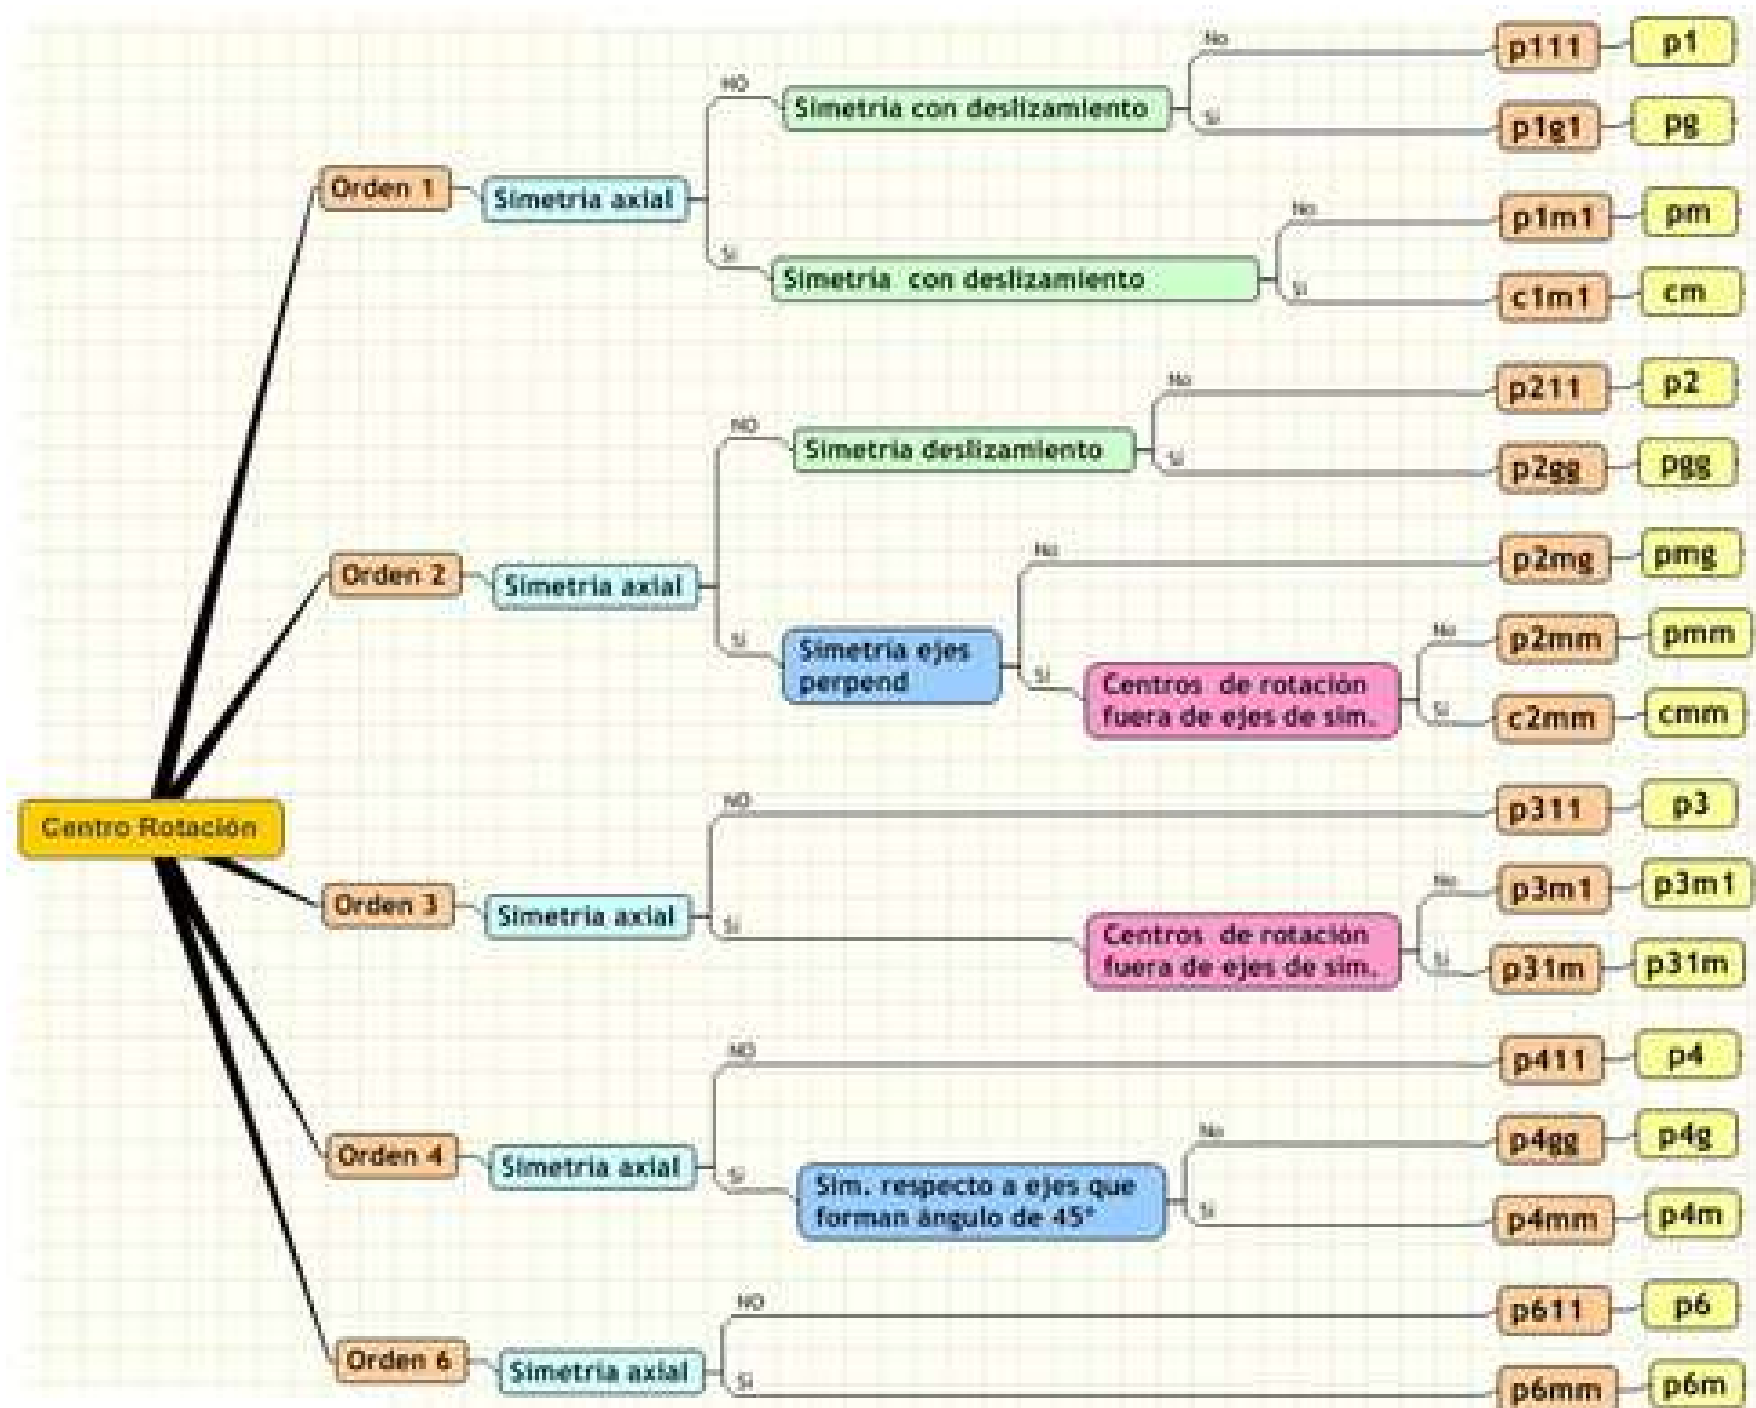 Centro Rotación
Orden 1
Simetria axial
NO
Simetria con deslizamiento
No
p111
p1
Si
p1g1
pg
Si
Simetria con deslizamiento
No
p1m1
pm
Si
c1m1
cm
Orden 2
Simetria axial
NO
Simetria deslizamiento
No
p211
p2
Si
p2gg
pgg
Si
Simetria ejes
perpend
No
p2mg
pmg
Si
Centros de rotación
fuera de ejes de sim.
No
p2mm
pmm
Si
c2mm
cmm
Orden 3
Simetria axial
NO
p311
p3
Si
Centros de rotación
fuera de ejes de sim.
No
p3m1
p3m1
Si
p31m
p31m
Orden 4
Simetria axial
NO
p411
p4
Si
Sim. respecto a ejes que
forman ángulo de 45°
No
p4gg
p4g
Si
p4mm
p4m
Orden 6
Simetria axial
NO
p611
p6
Si
p6mm
p6m